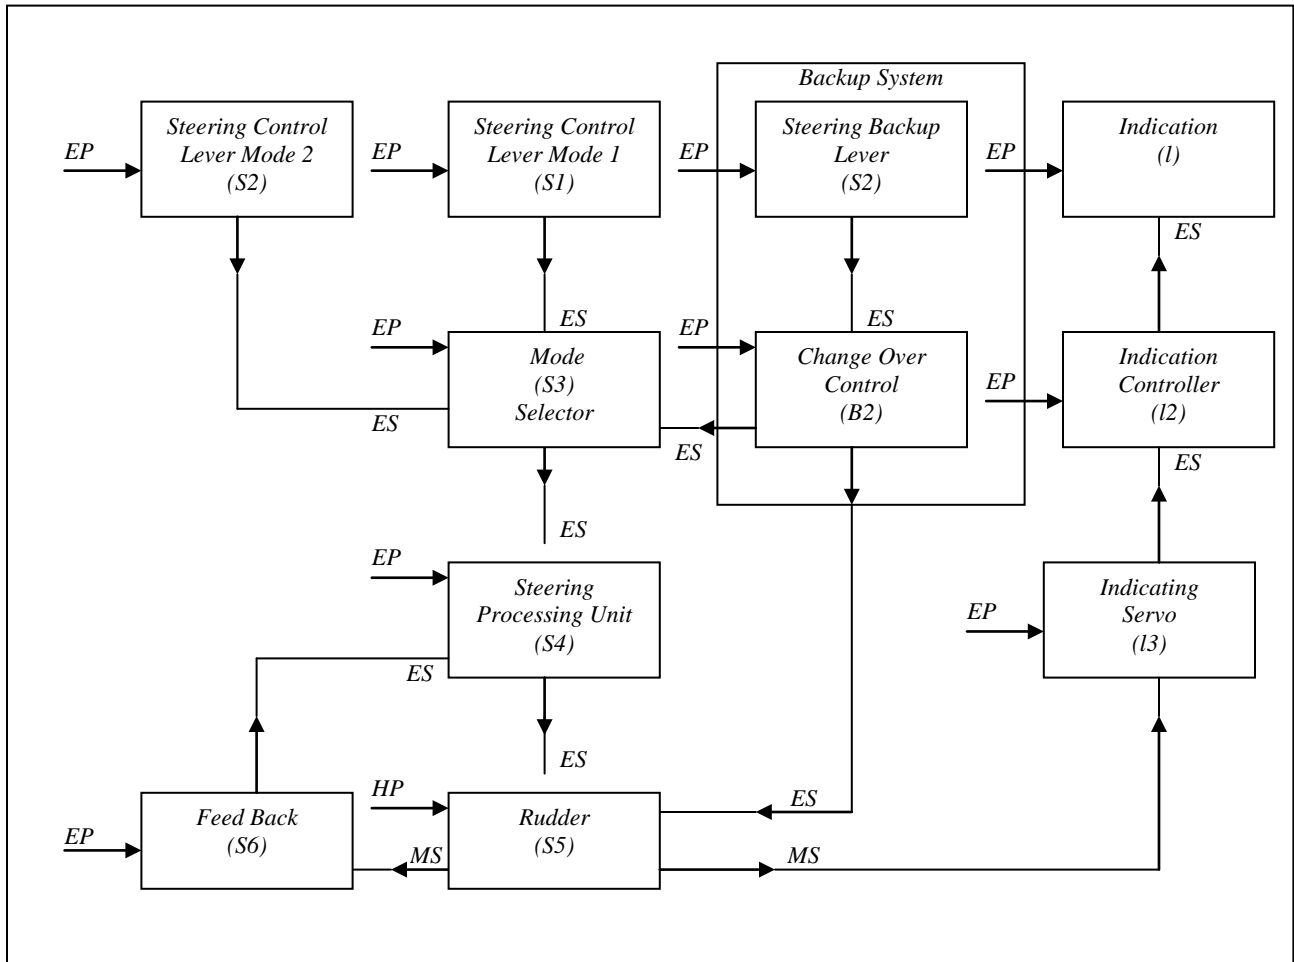 Backup System
Steering Control
Lever Mode 2
(S2)
EP
Steering Control
Lever Mode 1
(S1)
EP
Steering Backup
Lever
(S2)
EP
Indication
(l)
EP
ES
EP
ES
Mode
(S3)
Selector
ES
EP
ES
Change Over
Control
(B2)
ES
EP
Indication
Controller
(l2)
ES
ES
EP
Steering
Processing Unit
(S4)
ES
EP
Indicating
Servo
(l3)
ES
HP
ES
EP
Feed Back
(S6)
MS
Rudder
(S5)
MS